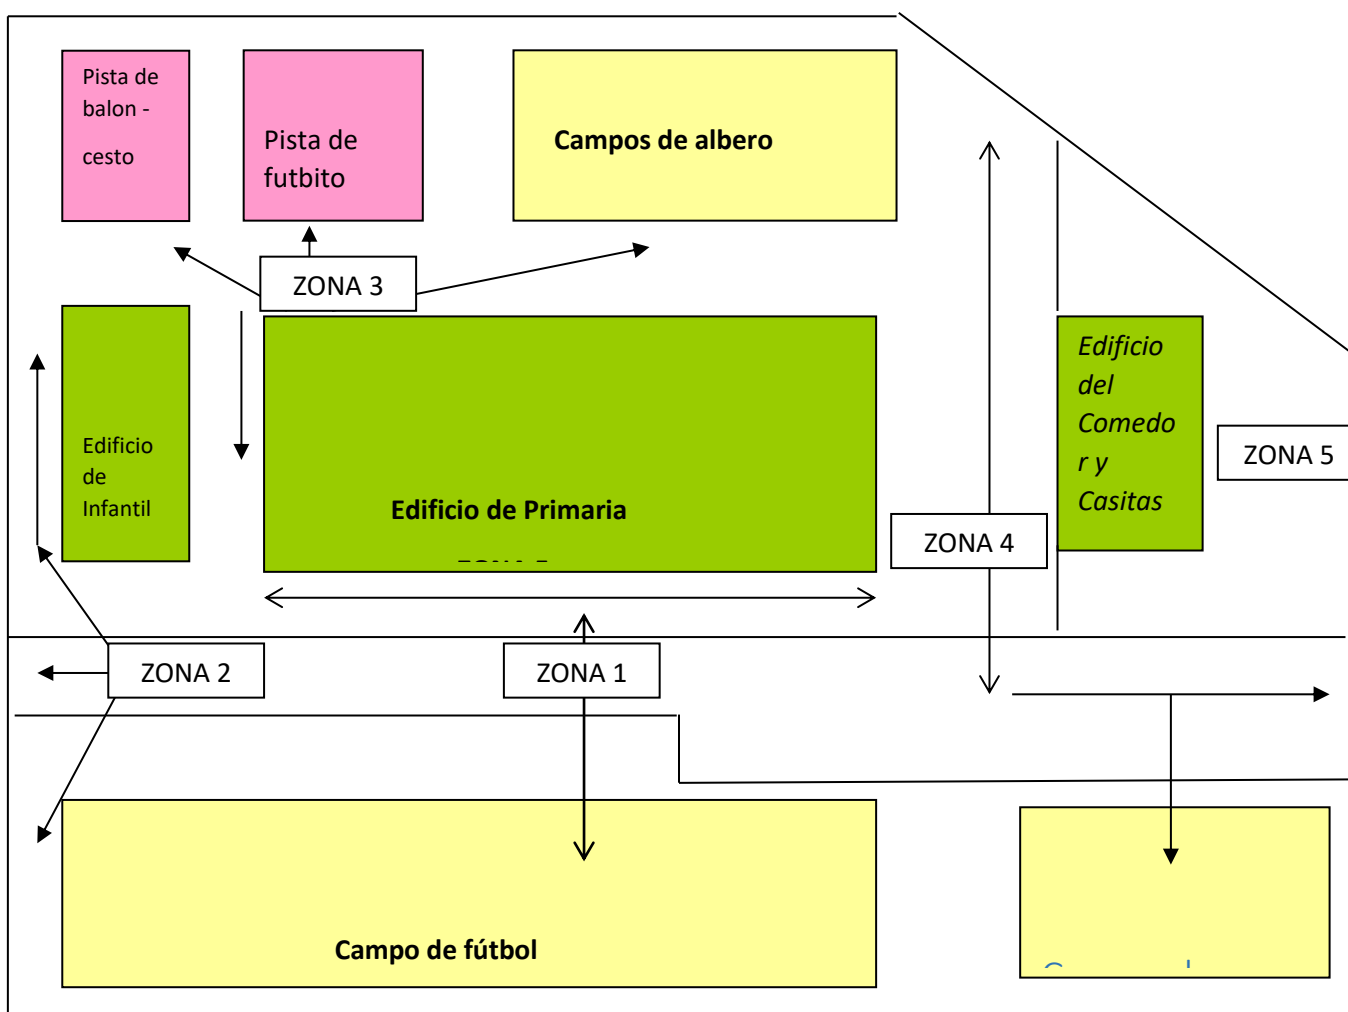 Pista de
balon -
cesto
Pista de
futbito
Campos de albero
ZONA 3
Edificio
de
Infantil
Edificio de Primaria
Edificio
del
Comedo
r y
Casitas
ZONA 5
ZONA 4
ZONA 2
ZONA 1
Campo de fútbol